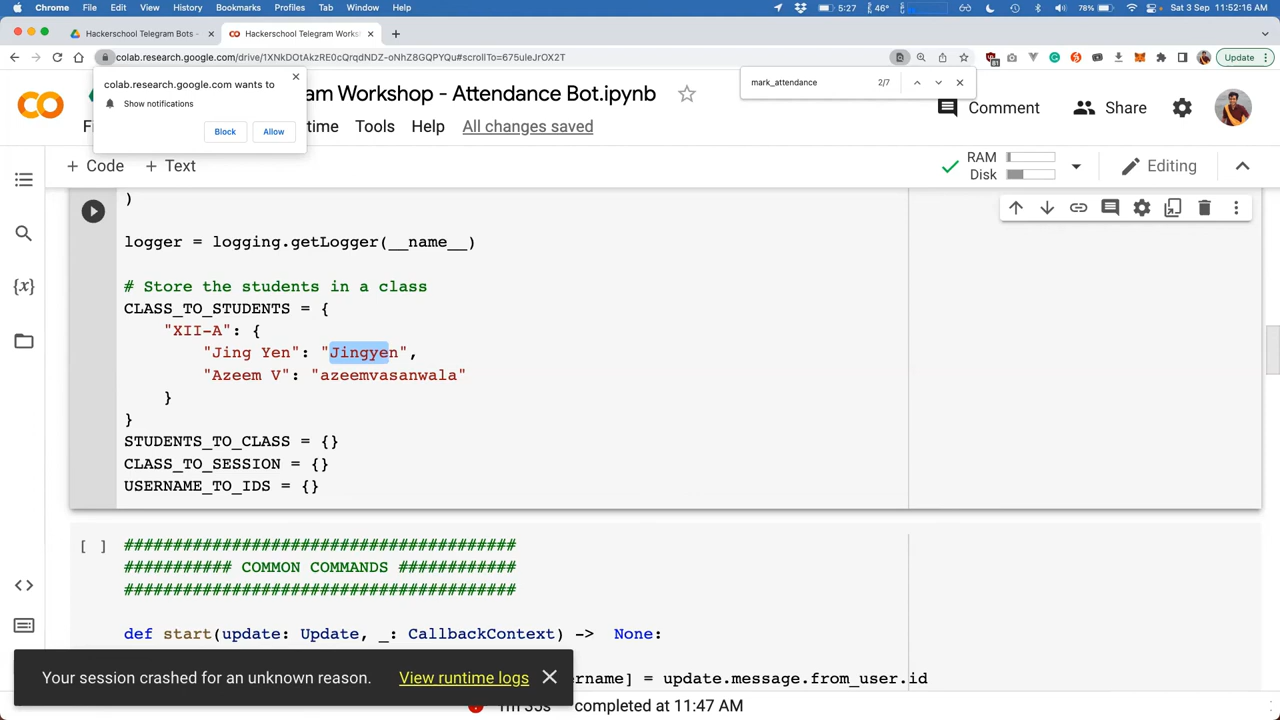 Chrome File Edit View History Bookmarks Profiles Tab Window Help 5:27 46° 78% Sat 3 Sep 11:52:16 AM
Hackerschool Telegram Bots - Hackerschool Telegram Works
colab.research.google.com/drive/1XNkDOtAkzRE0cQrqdNDZ-oNhZ8GQPYQu#scrollTo=675uleJrOX2T
Update
colab.research.google.com wants to
Show notifications
Block Allow
mark_attendance 2/7
ram Workshop - Attendance Bot.ipynb
Comment Share
time Tools Help All changes saved
+ Code + Text
RAM
Disk
Editing
)
logger = logging.getLogger(__name__)
# Store the students in a class
CLASS_TO_STUDENTS = {
"XII-A": {
"Jing Yen": "Jingyen",
"Azeem V": "azeemvasanwala"
}
}
STUDENTS_TO_CLASS = {}
CLASS_TO_SESSION = {}
USERNAME_TO_IDS = {}
[ ]
########################################
########### COMMON COMMANDS ############
########################################
def start(update: Update, _: CallbackContext) -> None:
ername] = update.message.from_user.id
Your session crashed for an unknown reason. View runtime logs
1m 35s completed at 11:47 AM